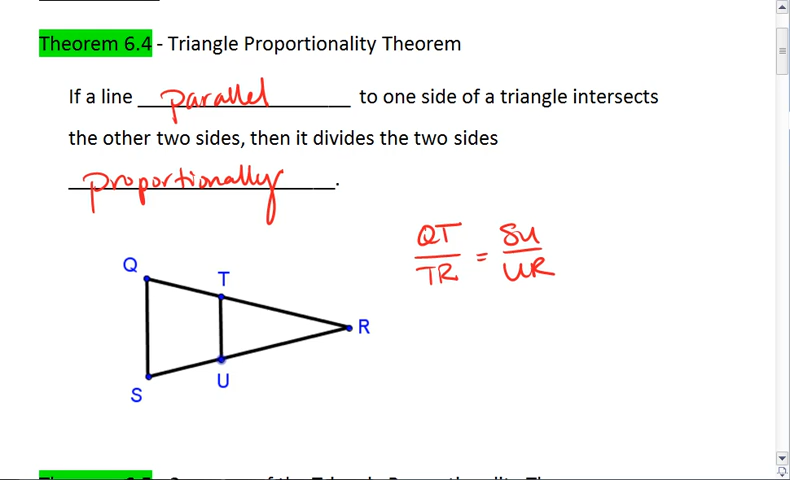 Theorem 6.4 - Triangle Proportionality Theorem
If a line parallel to one side of a triangle intersects
the other two sides, then it divides the two sides
proportionally.
QT/TR = SU/UR
Q
T
R
S
U